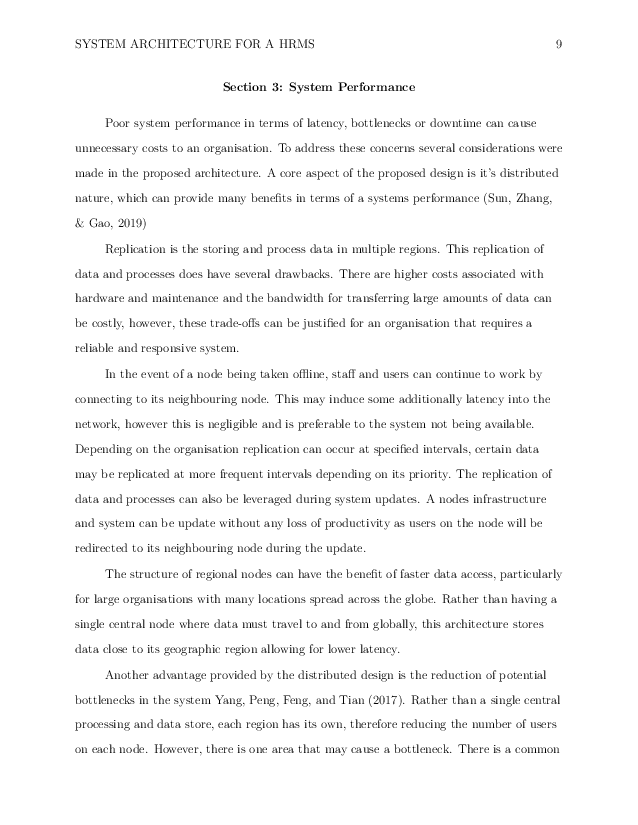 SYSTEM ARCHITECTURE FOR A HRMS 9
Section 3: System Performance
Poor system performance in terms of latency, bottlenecks or downtime can cause
unnecessary costs to an organisation. To address these concerns several considerations were
made in the proposed architecture. A core aspect of the proposed design is it's distributed
nature, which can provide many benefits in terms of a systems performance (Sun, Zhang,
& Gao, 2019)
Replication is the storing and process data in multiple regions. This replication of
data and processes does have several drawbacks. There are higher costs associated with
hardware and maintenance and the bandwidth for transferring large amounts of data can
be costly, however, these trade-offs can be justified for an organisation that requires a
reliable and responsive system.
In the event of a node being taken offline, staff and users can continue to work by
connecting to its neighbouring node. This may induce some additionally latency into the
network, however this is negligible and is preferable to the system not being available.
Depending on the organisation replication can occur at specified intervals, certain data
may be replicated at more frequent intervals depending on its priority. The replication of
data and processes can also be leveraged during system updates. A nodes infrastructure
and system can be update without any loss of productivity as users on the node will be
redirected to its neighbouring node during the update.
The structure of regional nodes can have the benefit of faster data access, particularly
for large organisations with many locations spread across the globe. Rather than having a
single central node where data must travel to and from globally, this architecture stores
data close to its geographic region allowing for lower latency.
Another advantage provided by the distributed design is the reduction of potential
bottlenecks in the system Yang, Peng, Feng, and Tian (2017). Rather than a single central
processing and data store, each region has its own, therefore reducing the number of users
on each node. However, there is one area that may cause a bottleneck. There is a common